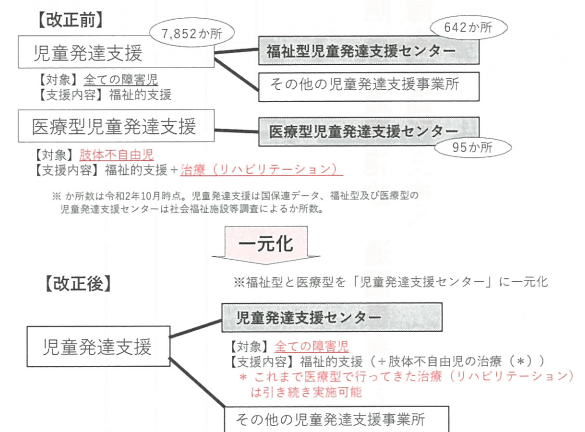 【改正前】
7,852か所
642か所
児童発達支援
福祉型児童発達支援センター
その他の児童発達支援事業所
【対象】全ての障害児
【支援内容】福祉的支援
医療型児童発達支援
医療型児童発達支援センター
95か所
【対象】肢体不自由児
【支援内容】福祉的支援+治療（リハビリテーション）
※ か所数は令和2年10月時点。児童発達支援は国保連データ、福祉型及び医療型の
児童発達支援センターは社会福祉施設等調査によるか所数。
一元化
【改正後】
※福祉型と医療型を「児童発達支援センター」に一元化
児童発達支援センター
児童発達支援
【対象】全ての障害児
【支援内容】福祉的支援（+肢体不自由児の治療（*））
* これまで医療型で行ってきた治療（リハビリテーション）
は引き続き実施可能
その他の児童発達支援事業所